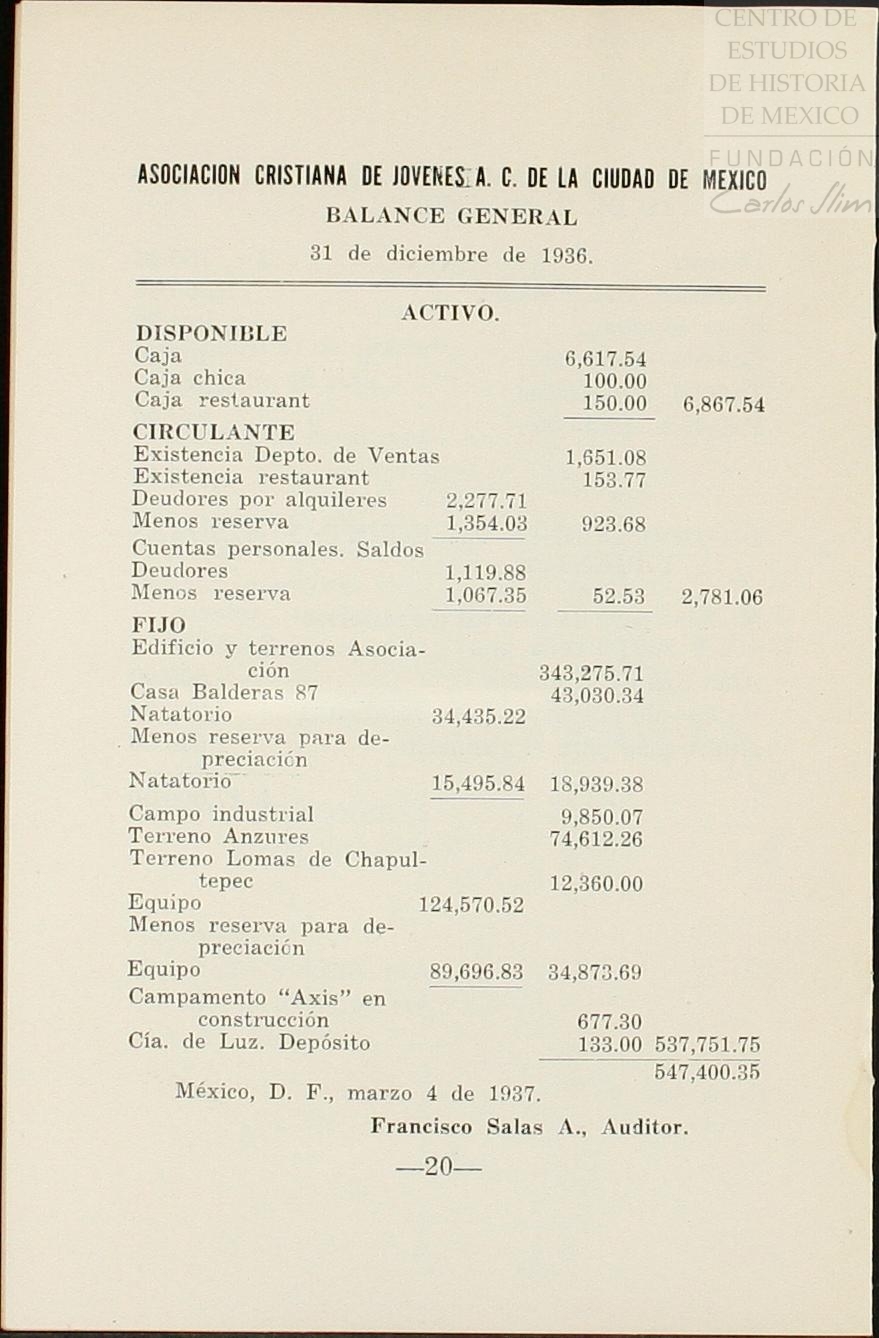 CENTRO DE
ESTUDIOS
DE HISTORIA
DE MEXICO
FUNDACIÓN
Carlos Slim
ASOCIACION CRISTIANA DE JOVENES A. C. DE LA CIUDAD DE MEXICO
BALANCE GENERAL
31 de diciembre de 1936.
ACTIVO.
DISPONIBLE
Caja 6,617.54
Caja chica 100.00
Caja restaurant 150.00 6,867.54
CIRCULANTE
Existencia Depto. de Ventas 1,651.08
Existencia restaurant 153.77
Deudores por alquileres 2,277.71
Menos reserva 1,354.03 923.68
Cuentas personales. Saldos
Deudores 1,119.88
Menos reserva 1,067.35 52.53 2,781.06
FIJO
Edificio y terrenos Asocia-
ción 343,275.71
Casa Balderas 87 43,030.34
Natatorio 34,435.22
Menos reserva para de-
preciación
Natatorio 15,495.84 18,939.38
Campo industrial 9,850.07
Terreno Anzures 74,612.26
Terreno Lomas de Chapul-
tepec 12,360.00
Equipo 124,570.52
Menos reserva para de-
preciación
Equipo 89,696.83 34,873.69
Campamento “Axis” en
construcción 677.30
Cía. de Luz. Depósito 133.00 537,751.75
547,400.35
México, D. F., marzo 4 de 1937.
Francisco Salas A., Auditor.
—20—